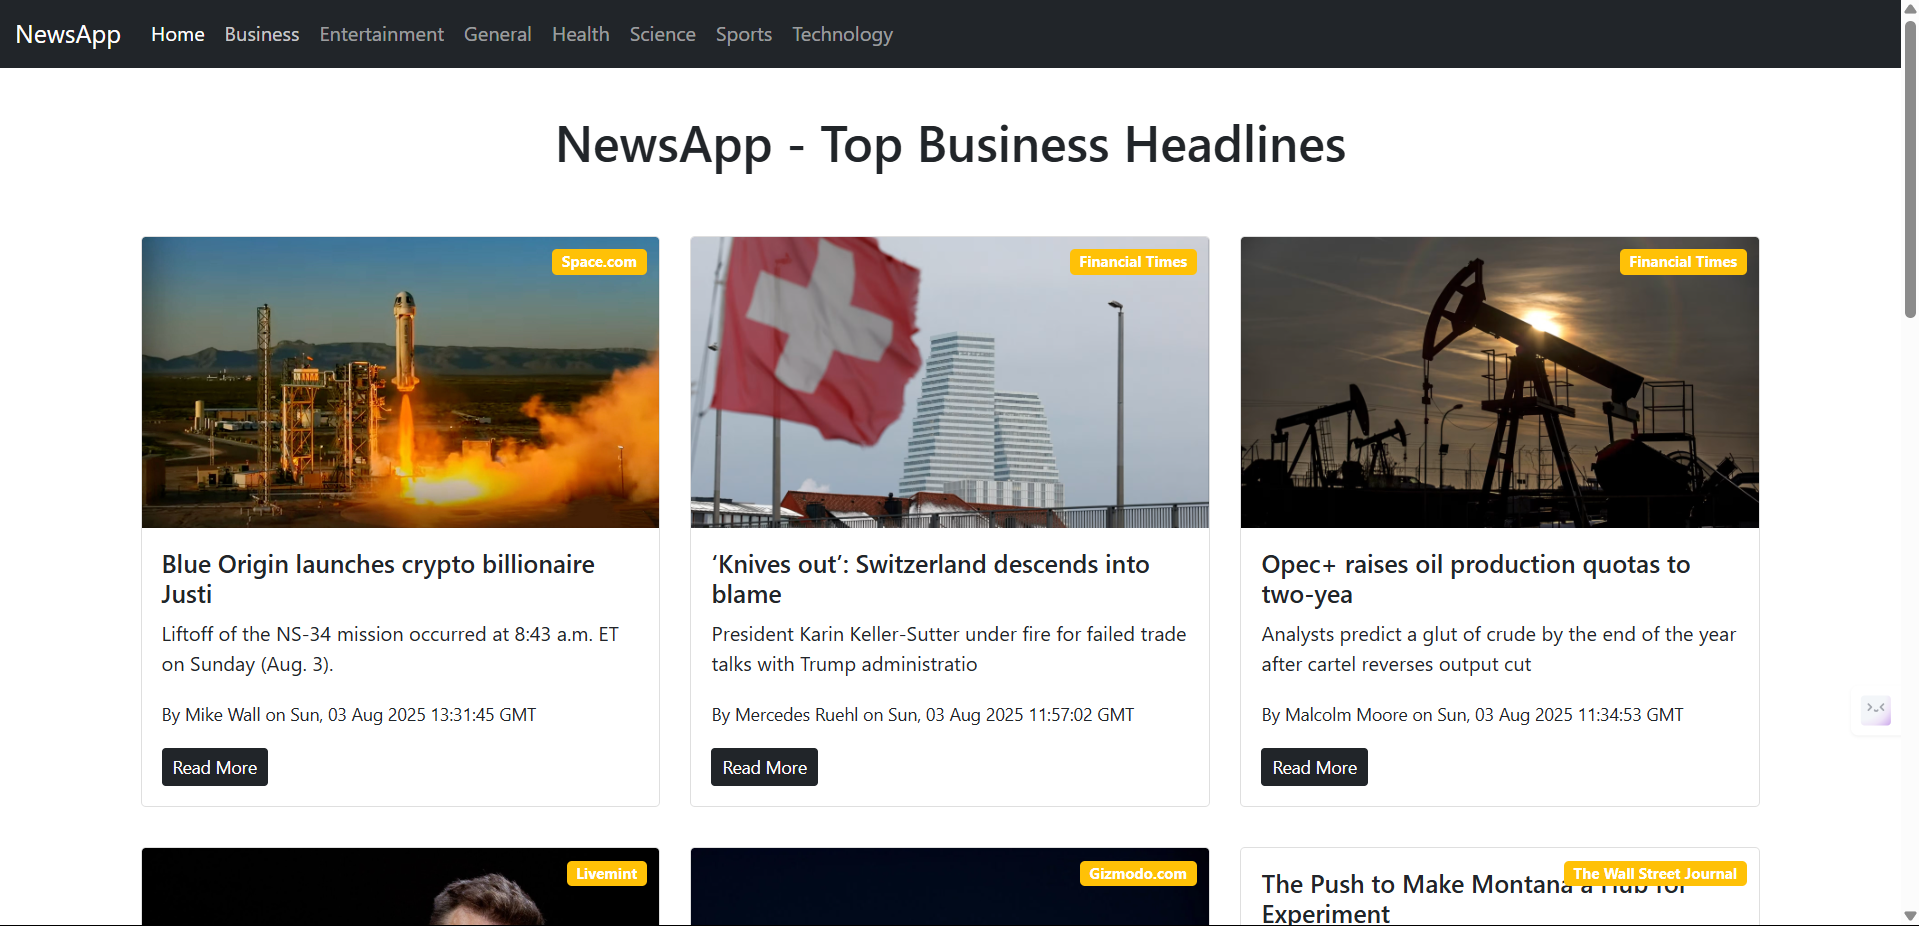 NewsApp Home Business Entertainment General Health Science Sports Technology
NewsApp - Top Business Headlines
Space.com
Blue Origin launches crypto billionaire
Justi
Liftoff of the NS-34 mission occurred at 8:43 a.m. ET
on Sunday (Aug. 3).
By Mike Wall on Sun, 03 Aug 2025 13:31:45 GMT
Read More
Financial Times
‘Knives out’: Switzerland descends into
blame
President Karin Keller-Sutter under fire for failed trade
talks with Trump administratio
By Mercedes Ruehl on Sun, 03 Aug 2025 11:57:02 GMT
Read More
Financial Times
Opec+ raises oil production quotas to
two-yea
Analysts predict a glut of crude by the end of the year
after cartel reverses output cut
By Malcolm Moore on Sun, 03 Aug 2025 11:34:53 GMT
Read More
Livemint
Gizmodo.com
The Wall Street Journal
The Push to Make Montana a Hub for
Experiment